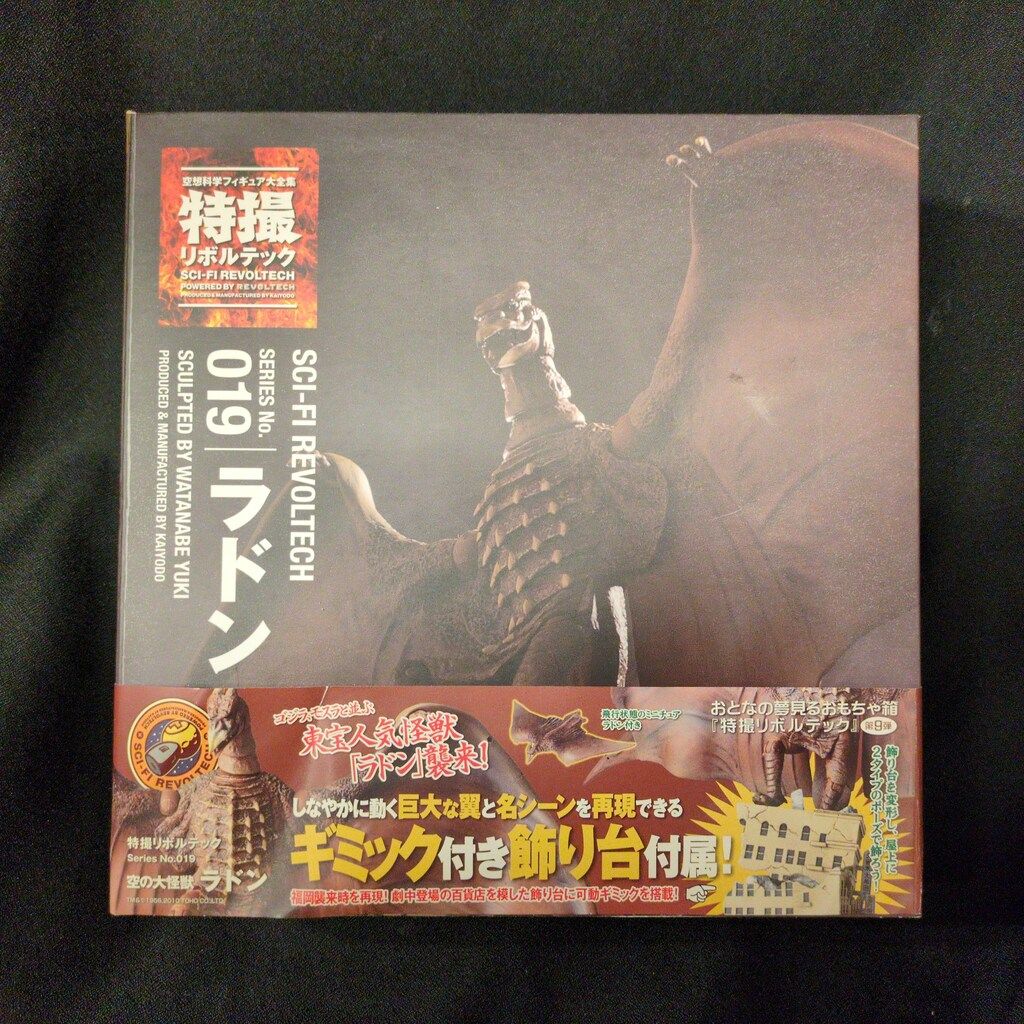 空想科学フィギュア大全集
特撮
リボルテック
SCI-FI REVOLTECH
POWERED BY REVOLTECH
PRODUCED & MANUFACTURED BY KAIYODO
SCI-FI REVOLTECH
SERIES No.
019 ラドン
SCULPTED BY WATANABE YUKI
PRODUCED & MANUFACTURED BY KAIYODO
SCI-FI REVOLTECH
ゴジラ、モスラと並ぶ
東宝人気怪獣
「ラドン」襲来!
飛行状態のミニチュア
ラドン付き
おとなの夢見るおもちゃ箱
『特撮リボルテック』第9弾
飾り台を変形し、屋上に
2タイプのポーズで飾ろう!
しなやかに動く巨大な翼と名シーンを再現できる
ギミック付き飾り台付属!
福岡襲来時を再現!劇中登場の百貨店を模した飾り台に可動ギミックを搭載!
特撮リボルテック
Series No.019
空の大怪獣 ラドン
TM&© 1956,2010 TOHO CO.,LTD.